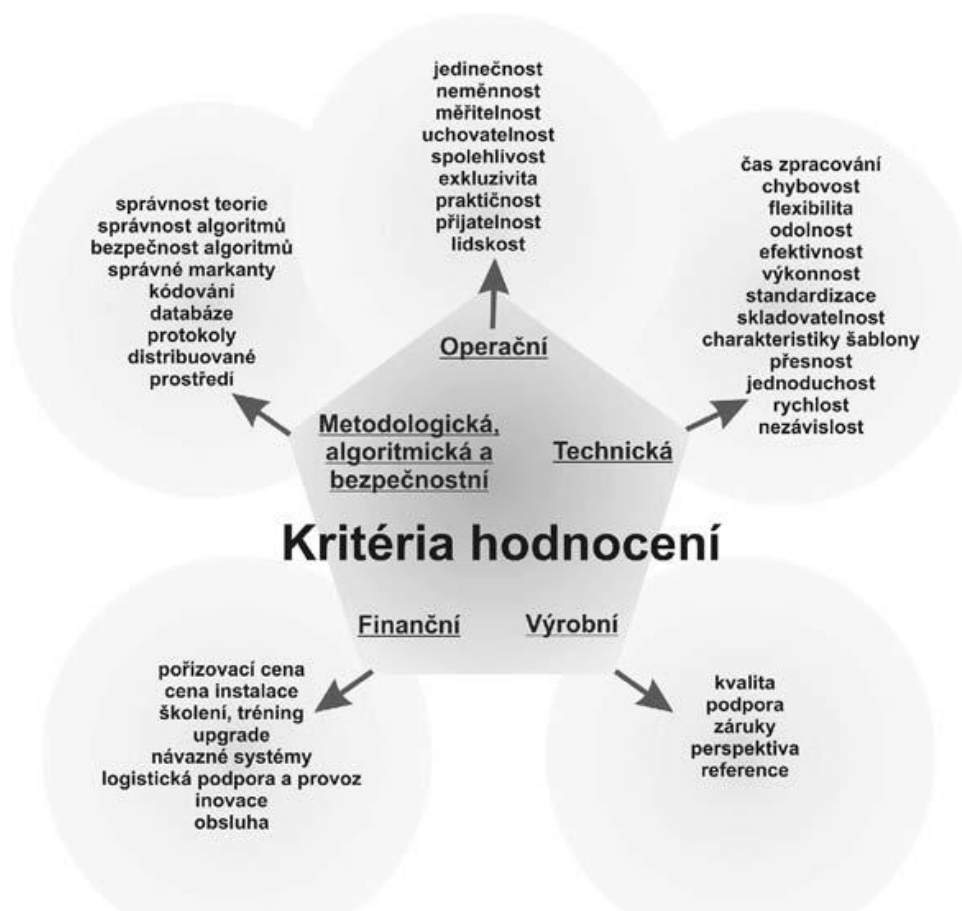 jedinečnost
neměnnost
měřitelnost
uchovatelnost
spolehlivost
exkluzivita
praktičnost
přijatelnost
lidskost
správnost teorie
správnost algoritmů
bezpečnost algoritmů
správné markanty
kódování
databáze
protokoly
distribuované
prostředí
čas zpracování
chybovost
flexibilita
odolnost
efektivnost
výkonnost
standardizace
skladovatelnost
charakteristiky šablony
přesnost
jednoduchost
rychlost
nezávislost
Operační
Metodologická,
algoritmická a
bezpečnostní
Technická
Kritéria hodnocení
Finanční
Výrobní
pořizovací cena
cena instalace
školení, tréning
upgrade
návazné systémy
logistická podpora a provoz
inovace
obsluha
kvalita
podpora
záruky
perspektiva
reference